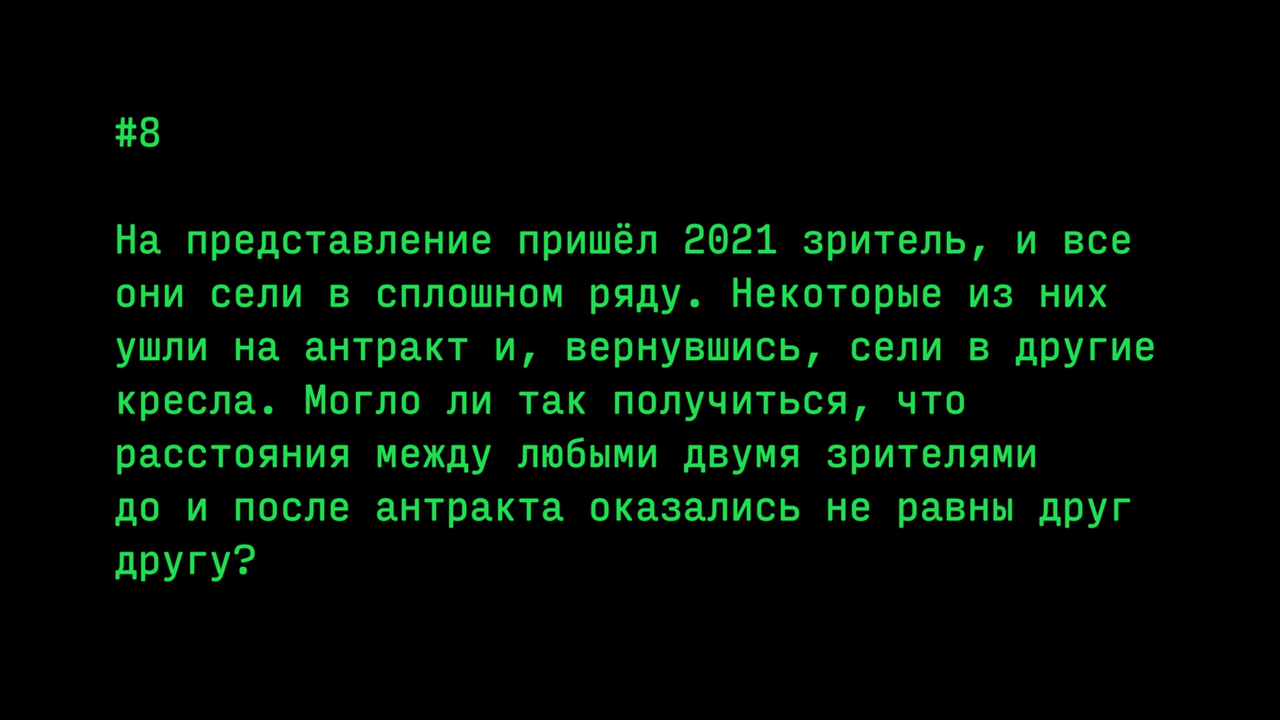 #8
На представление пришёл 2021 зритель, и все
они сели в сплошном ряду. Некоторые из них
ушли на антракт и, вернувшись, сели в другие
кресла. Могло ли так получиться, что
расстояния между любыми двумя зрителями
до и после антракта оказались не равны друг
другу?